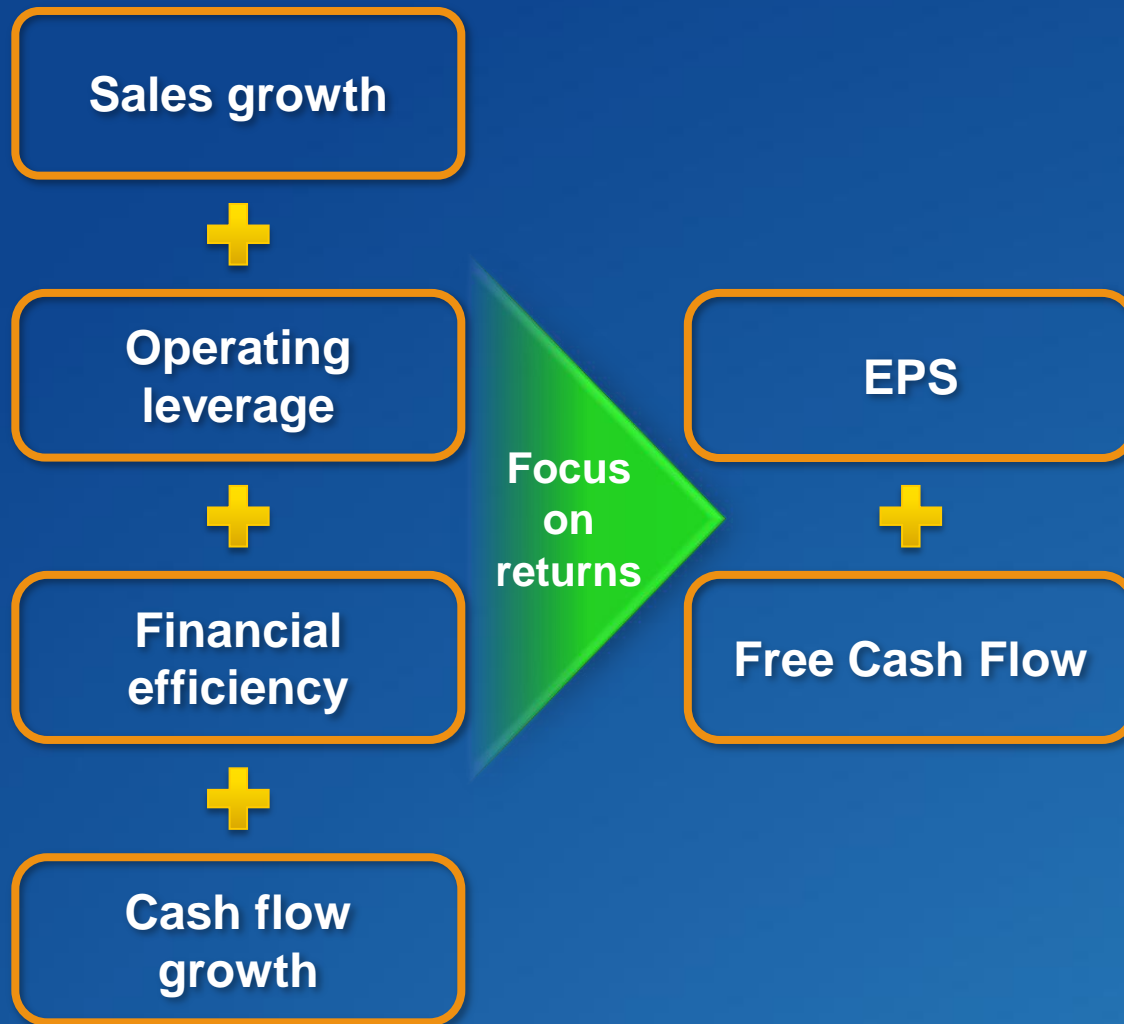 Sales growth
Operating
leverage
Financial
efficiency
Cash flow
growth
Focus
on
returns
EPS
Free Cash Flow